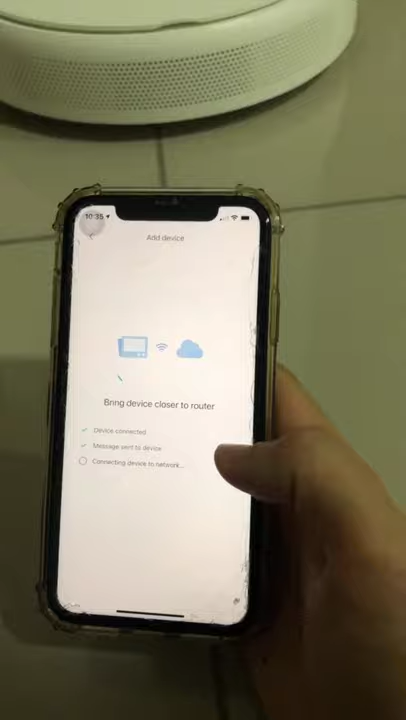 10:35
Add device
Bring device closer to router
Device connected
Message sent to device
Connecting device to network...